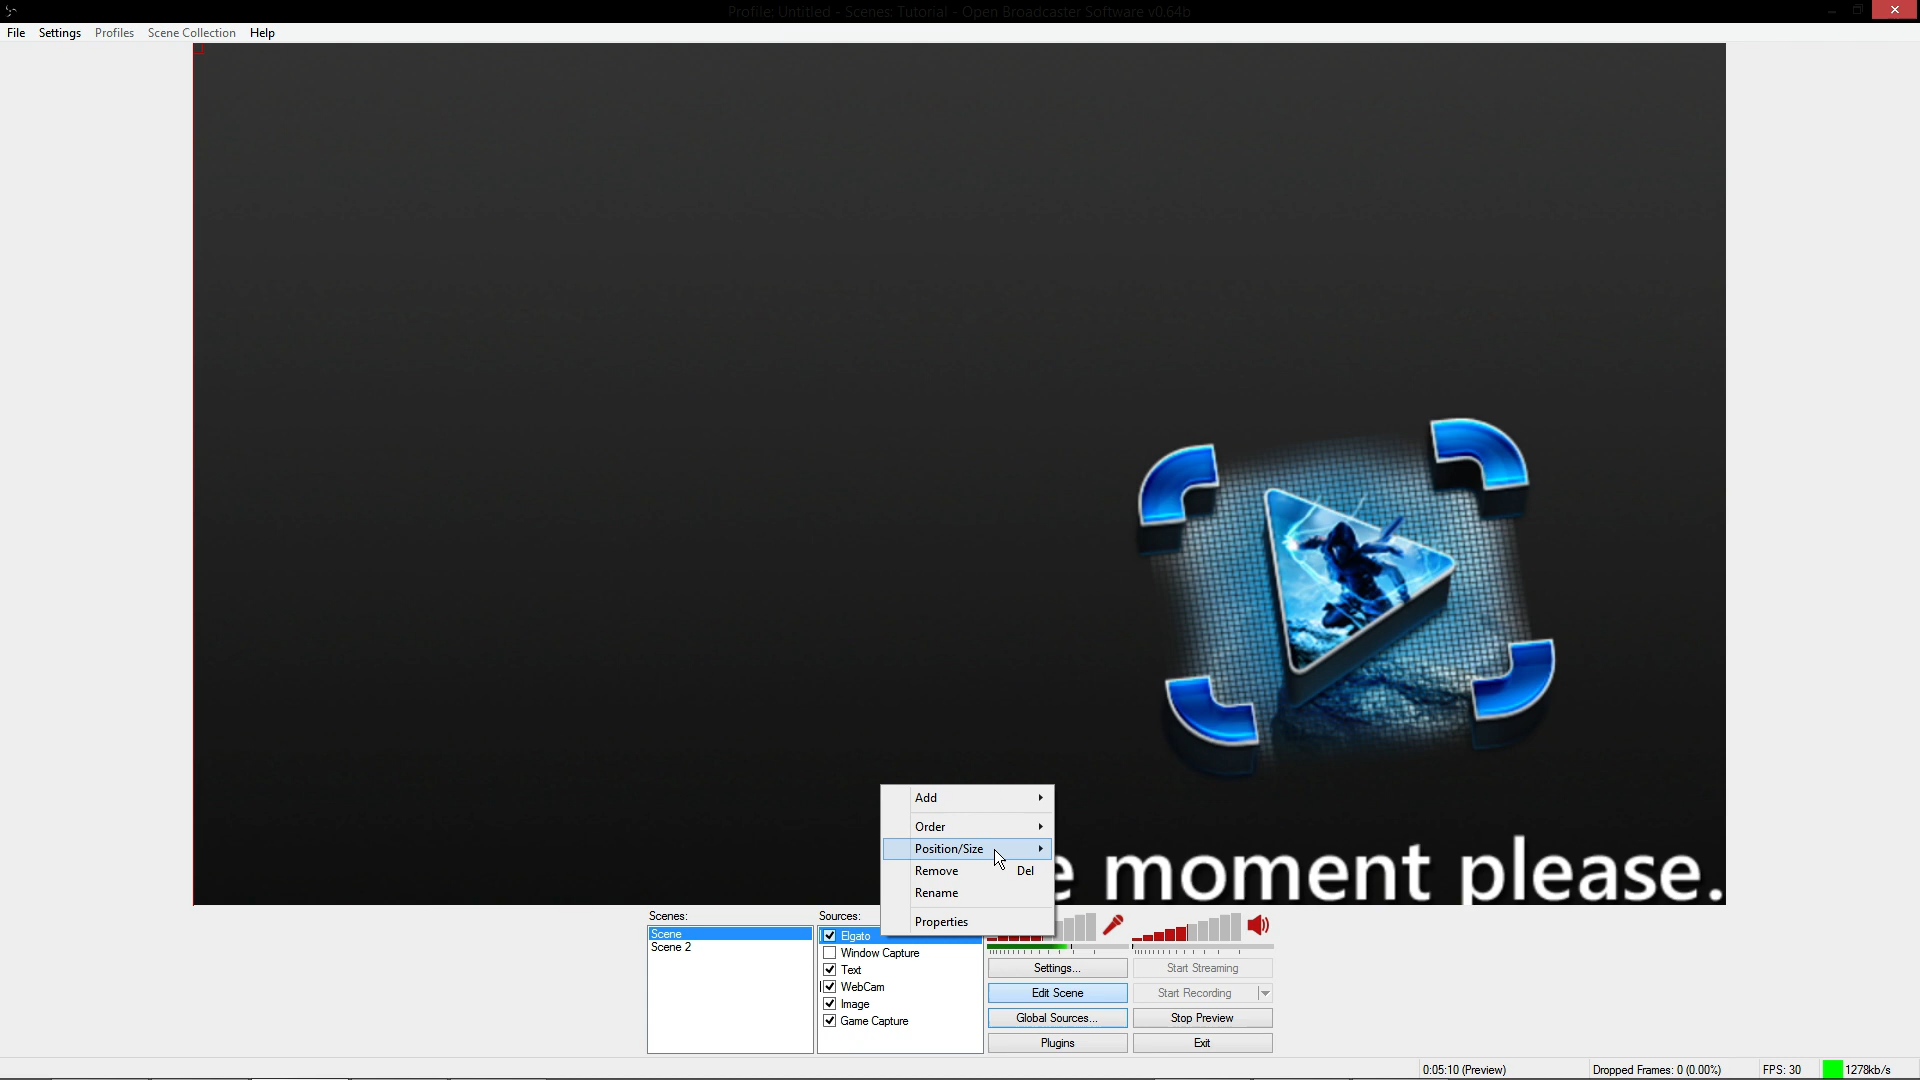 Profile: Untitled - Scenes: Tutorial - Open Broadcaster Software v0.64b
File Settings Profiles Scene Collection Help
Add
Order
Position/Size
Remove Del
Rename
Properties
e moment please.
Scenes:
Scene
Scene 2
Sources:
Elgato
Window Capture
Text
WebCam
Image
Game Capture
Settings...
Start Streaming
Edit Scene
Start Recording
Global Sources...
Stop Preview
Plugins
Exit
0:05:10 (Preview)
Dropped Frames: 0 (0.00%)
FPS: 30
1278kb/s